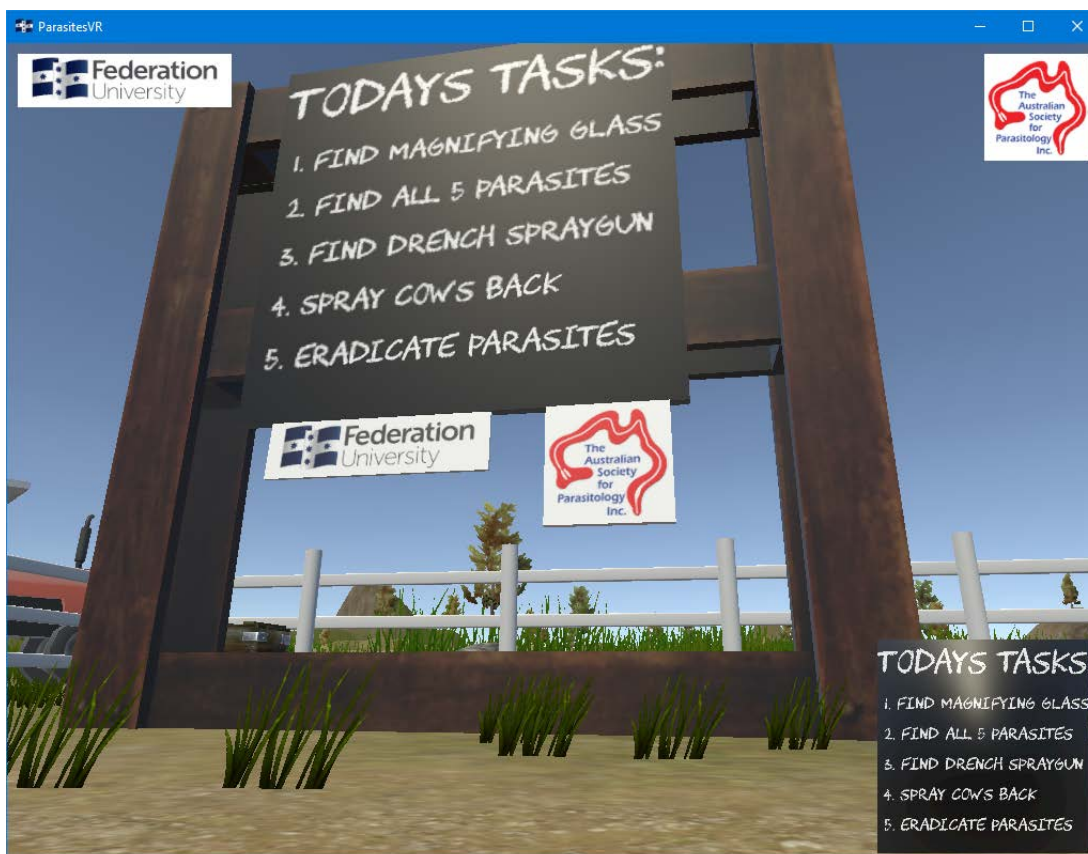 ParasitesVR
Federation
University
The
Australian
Society
for
Parasitology
Inc.
TODAYS TASKS:
1. FIND MAGNIFYING GLASS
2. FIND ALL 5 PARASITES
3. FIND DRENCH SPRAYGUN
4. SPRAY COWS BACK
5. ERADICATE PARASITES
Federation
University
The
Australian
Society
for
Parasitology
Inc.
TODAYS TASKS
1. FIND MAGNIFYING GLASS
2. FIND ALL 5 PARASITES
3. FIND DRENCH SPRAYGUN
4. SPRAY COWS BACK
5. ERADICATE PARASITES